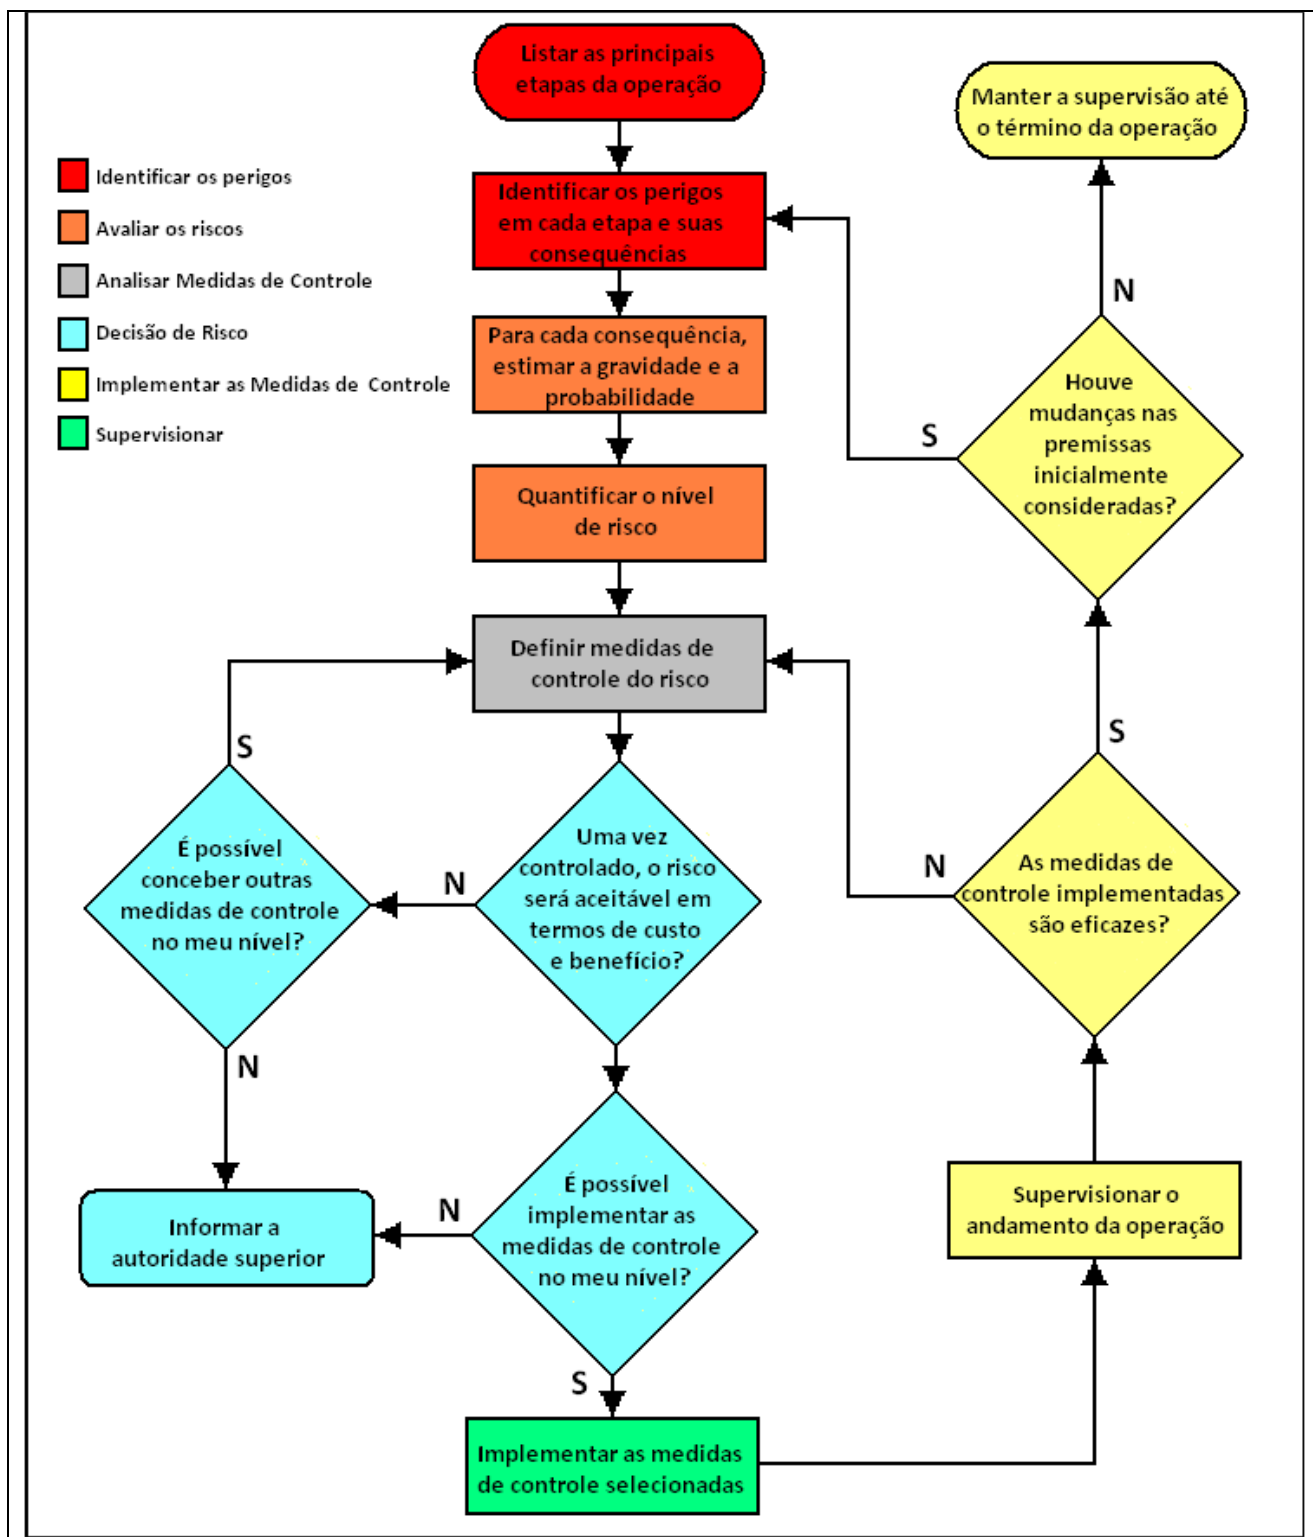 Listar as principais
etapas da operação
Identificar os perigos
em cada etapa e suas
consequências
Para cada consequência,
estimar a gravidade e a
probabilidade
Quantificar o nível
de risco
Definir medidas de
controle do risco
Uma vez
controlado, o risco
será aceitável em
termos de custo
e benefício?
N
É possível
conceber outras
medidas de controle
no meu nível?
S
N
Informar a
autoridade superior
É possível
implementar as
medidas de controle
no meu nível?
N
S
Implementar as medidas
de controle selecionadas
Supervisionar o
andamento da operação
As medidas de
controle implementadas
são eficazes?
N
S
Houve
mudanças nas
premissas
inicialmente
consideradas?
S
N
Manter a supervisão até
o término da operação
Identificar os perigos
Avaliar os riscos
Analisar Medidas de Controle
Decisão de Risco
Implementar as Medidas de Controle
Supervisionar